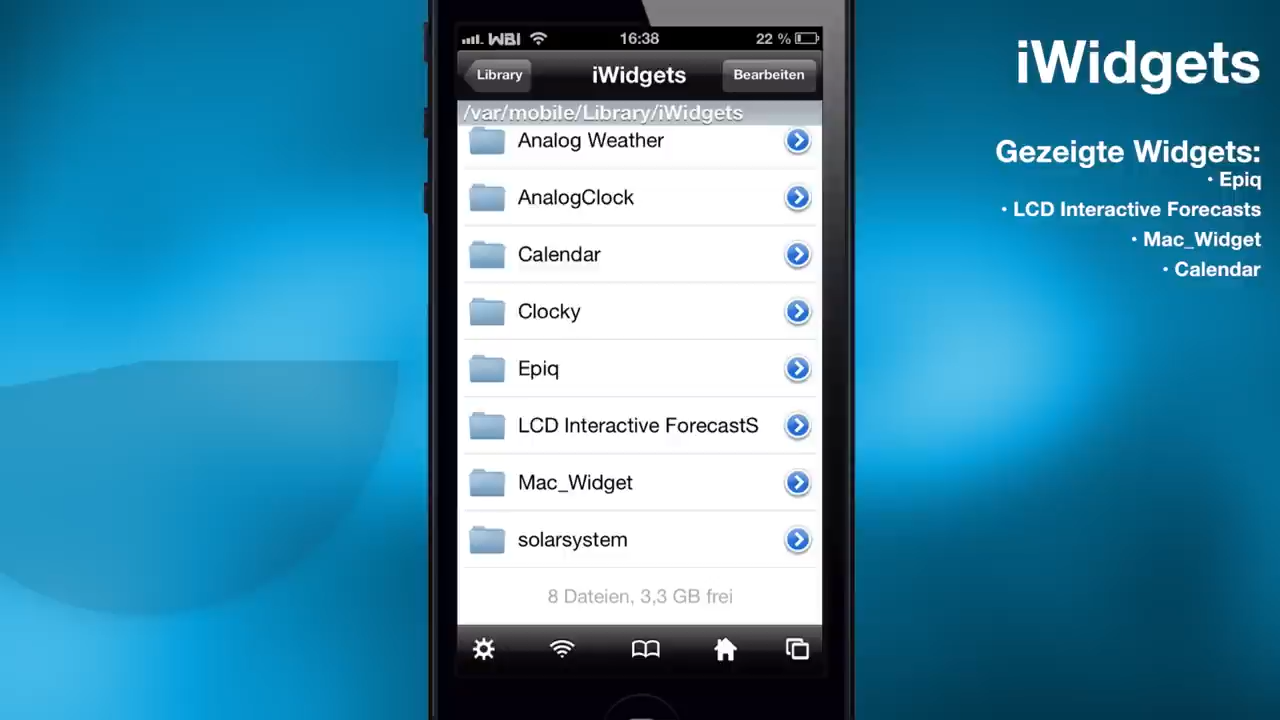 WBI 16:38 22 %
Library iWidgets Bearbeiten
/var/mobile/Library/iWidgets
Analog Weather
AnalogClock
Calendar
Clocky
Epiq
LCD Interactive ForecastS
Mac_Widget
solarsystem
8 Dateien, 3,3 GB frei
iWidgets
Gezeigte Widgets:
· Epiq
· LCD Interactive Forecasts
· Mac_Widget
· Calendar